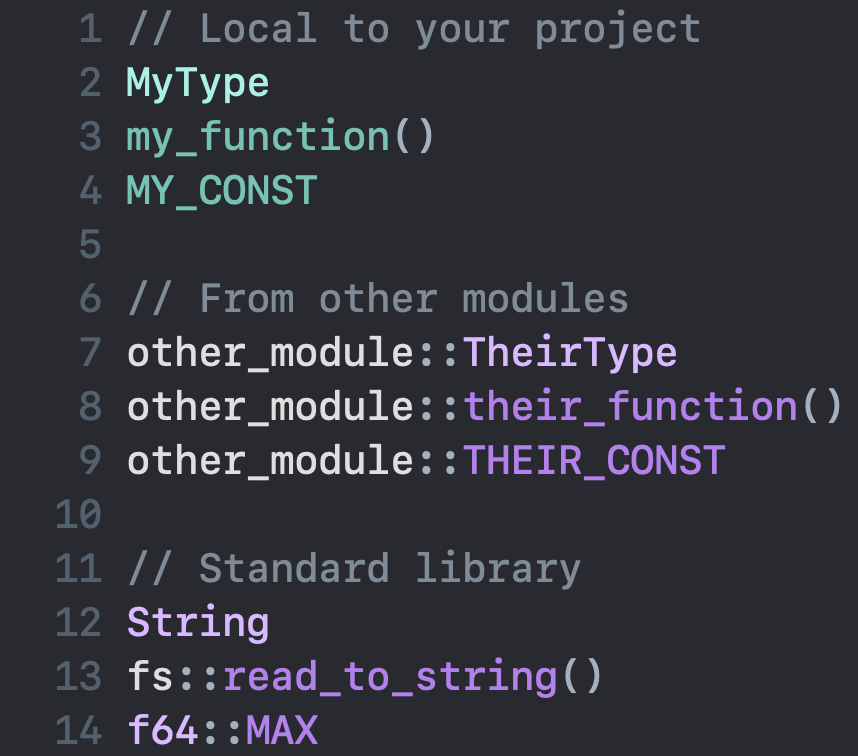 1 // Local to your project
2 MyType
3 my_function()
4 MY_CONST
5
6 // From other modules
7 other_module::TheirType
8 other_module::their_function()
9 other_module::THEIR_CONST
10
11 // Standard library
12 String
13 fs::read_to_string()
14 f64::MAX